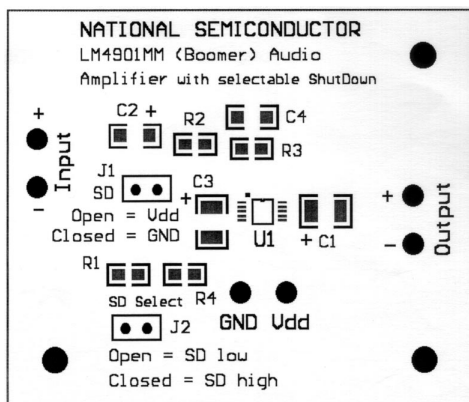 NATIONAL SEMICONDUCTOR
LM4901MM (Boomer) Audio
Amplifier with selectable ShutDown
+
Input
-
C2 +
R2
C4
R3
J1
SD
Open = Vdd
Closed = GND
+ C3
U1
+ C1
+
Output
-
R1
R4
SD Select
J2
GND Vdd
Open = SD low
Closed = SD high